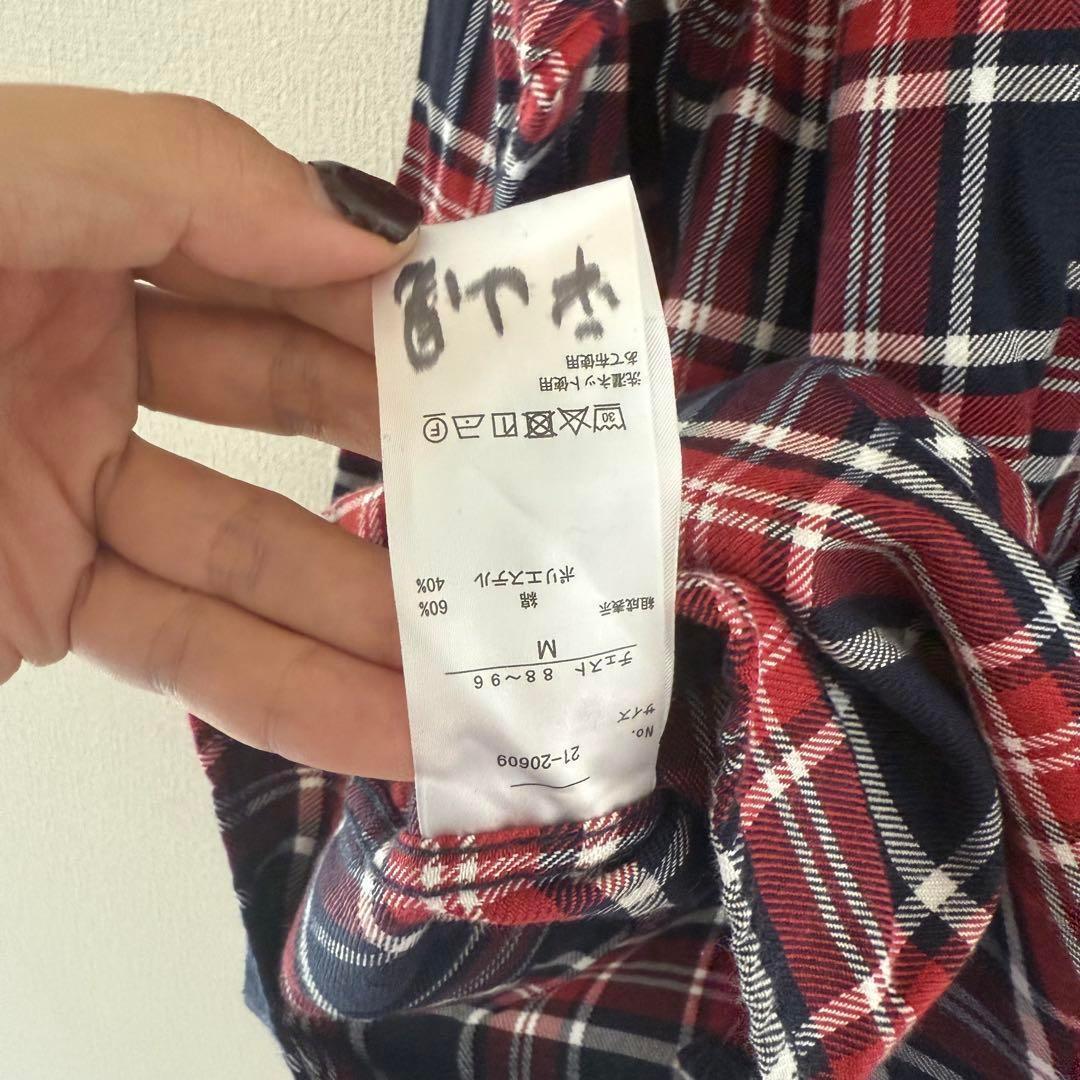 No. 21-20609
サイズ
チェスト 88～96
M
組成表示 綿 60%
ポリエステル 40%
30 F
洗濯ネット使用
あて布使用